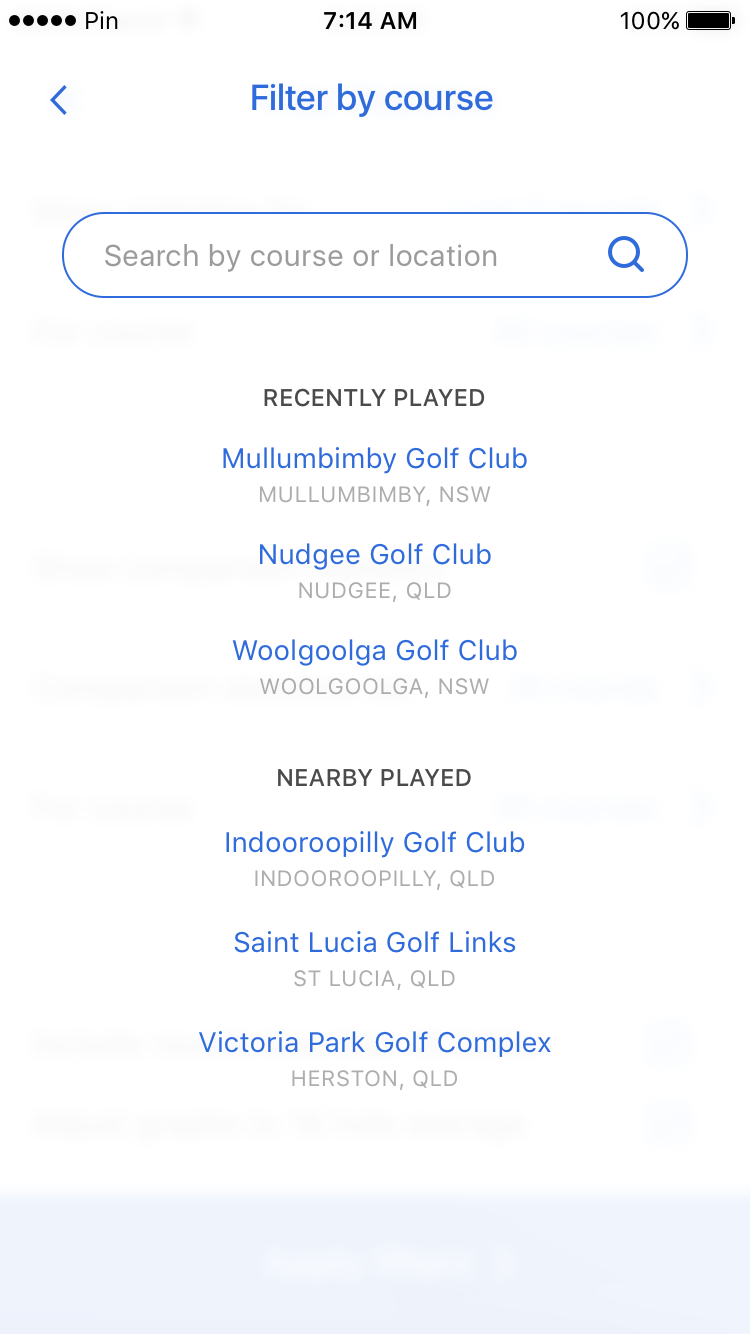 Pin 7:14 AM 100%
Filter by course
Search by course or location
RECENTLY PLAYED
Mullumbimby Golf Club
MULLUMBIMBY, NSW
Nudgee Golf Club
NUDGEE, QLD
Woolgoolga Golf Club
WOOLGOOLGA, NSW
NEARBY PLAYED
Indooroopilly Golf Club
INDOOROOPILLY, QLD
Saint Lucia Golf Links
ST LUCIA, QLD
Victoria Park Golf Complex
HERSTON, QLD